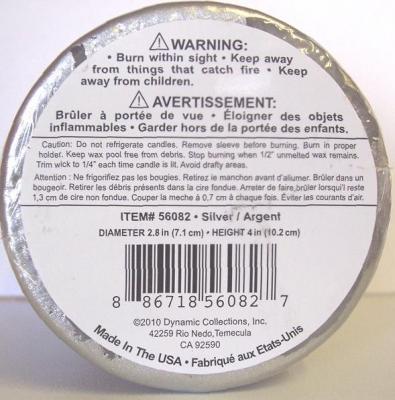 ⚠WARNING:
• Burn within sight • Keep away
from things that catch fire • Keep
away from children.
⚠AVERTISSEMENT:
Brûler à portée de vue • Éloigner des objets
inflammables • Garder hors de la portée des enfants.
Caution: Do not refrigerate candles. Remove sleeve before burning. Burn in proper
holder. Keep wax pool free from debris. Stop burning when 1/2" unmelted wax remains.
Trim wick to 1/4" each time candle is lit. Avoid drafty areas.
Attention : Ne frigorifiez pas les bougies. Retirez le manchon avant d'allumer. Brûler dans un
bougeoir. Retirer les débris présents dans la cire fondue. Arreter de faire brûler lorsqu'il reste
1,3 cm de cire non fondue. Couper la meche à 0,7 cm à chaque fois. Éviter les courants d'air.
ITEM# 56082 • Silver / Argent
DIAMETER 2.8 in (7.1 cm) • HEIGHT 4 in (10.2 cm)
8 86718 56082 7
©2010 Dynamic Collections, Inc.
42259 Rio Nedo, Temecula
CA 92590
Made In The USA • Fabriqué aux Etats-Unis